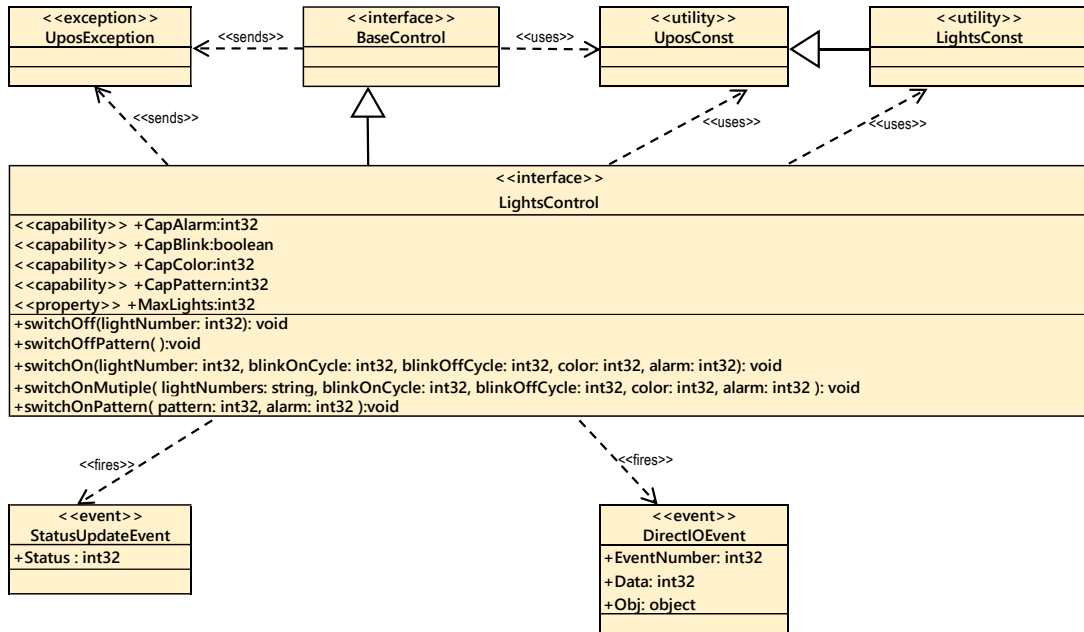 <<exception>>
UposException
<<sends>>
<<interface>>
BaseControl
<<uses>>
<<utility>>
UposConst
<<utility>>
LightsConst
<<sends>>
<<uses>>
<<uses>>
<<interface>>
LightsControl
<<capability>> +CapAlarm:int32
<<capability>> +CapBlink:boolean
<<capability>> +CapColor:int32
<<capability>> +CapPattern:int32
<<property>> +MaxLights:int32
+switchOff(lightNumber: int32): void
+switchOffPattern( ):void
+switchOn(lightNumber: int32, blinkOnCycle: int32, blinkOffCycle: int32, color: int32, alarm: int32): void
+switchOnMutiple( lightNumbers: string, blinkOnCycle: int32, blinkOffCycle: int32, color: int32, alarm: int32 ): void
+switchOnPattern( pattern: int32, alarm: int32 ):void
<<fires>>
<<fires>>
<<event>>
StatusUpdateEvent
+Status : int32
<<event>>
DirectIOEvent
+EventNumber: int32
+Data: int32
+Obj: object